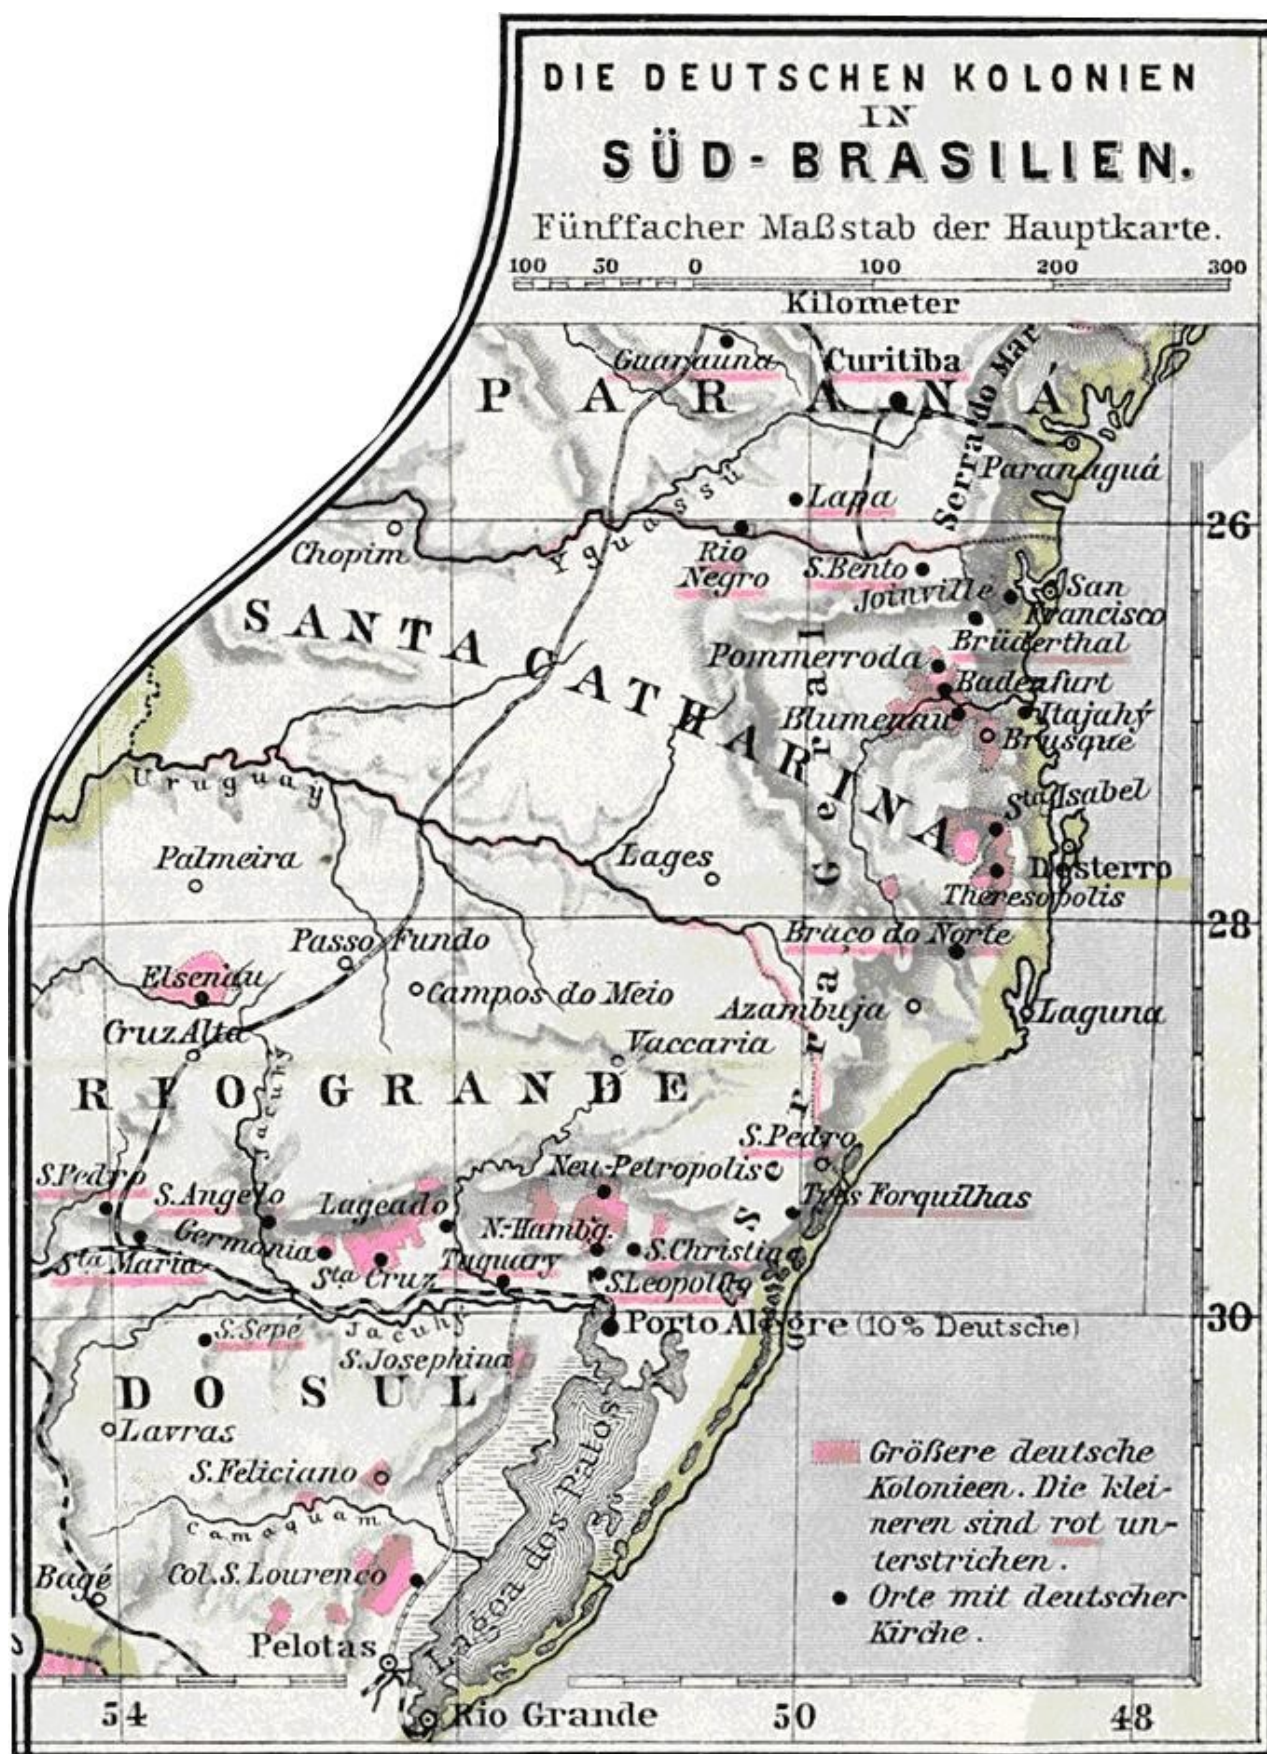 DIE DEUTSCHEN KOLONIEN
IN
SÜD-BRASILIEN.
Fünffacher Maßstab der Hauptkarte.
100 50 0 100 200 300
Kilometer
Guarauna
Curitiba
PARANÁ
Serra do Mar
Paranaguá
Lapa
26
Aguassu
Chopim
Rio
Negro
S. Bento
Joinville
San
Francisco
SANTA CATHARINA
Brüderthal
Pommerroda
Badenfurt
Blumenau
Itajahý
Brusque
Uruguay
Sta Isabel
Palmeira
Lages
Desterro
Theresopolis
28
Passo Fundo
Braço do Norte
Elsenau
Campos do Meio
Azambuja
Laguna
Cruz Alta
Vaccaria
Serra Geral
Jacuhy
RIO GRANDE
S. Pedro
S. Pedro
S. Angelo
Lageado
Neu-Petropolis
Tres Forquilhas
Germania
N.-Hambg.
S. Christina
Sta Maria
Sta Cruz
Taquary
S. Leopoldo
30
Porto Alegre (10% Deutsche)
S. Sepé
Jacuhy
S. Josephina
DO SUL
Lavras
S. Feliciano
Camaquam
Lagoa dos Patos
Bagé
Col. S. Lourenco
Pelotas
Größere deutsche
Kolonieen. Die klei-
neren sind rot un-
terstrichen.
Orte mit deutscher
Kirche.
54
Rio Grande
50
48